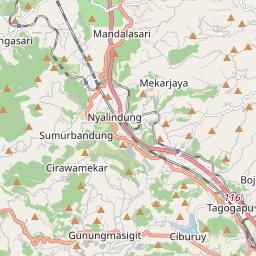 Mandalasari
ngasari
Mekarjaya
Nyalindung
Sumurbandung
Cirawamekar
Boj
116
Tagogapu
Gunungmasigit
Ciburuy